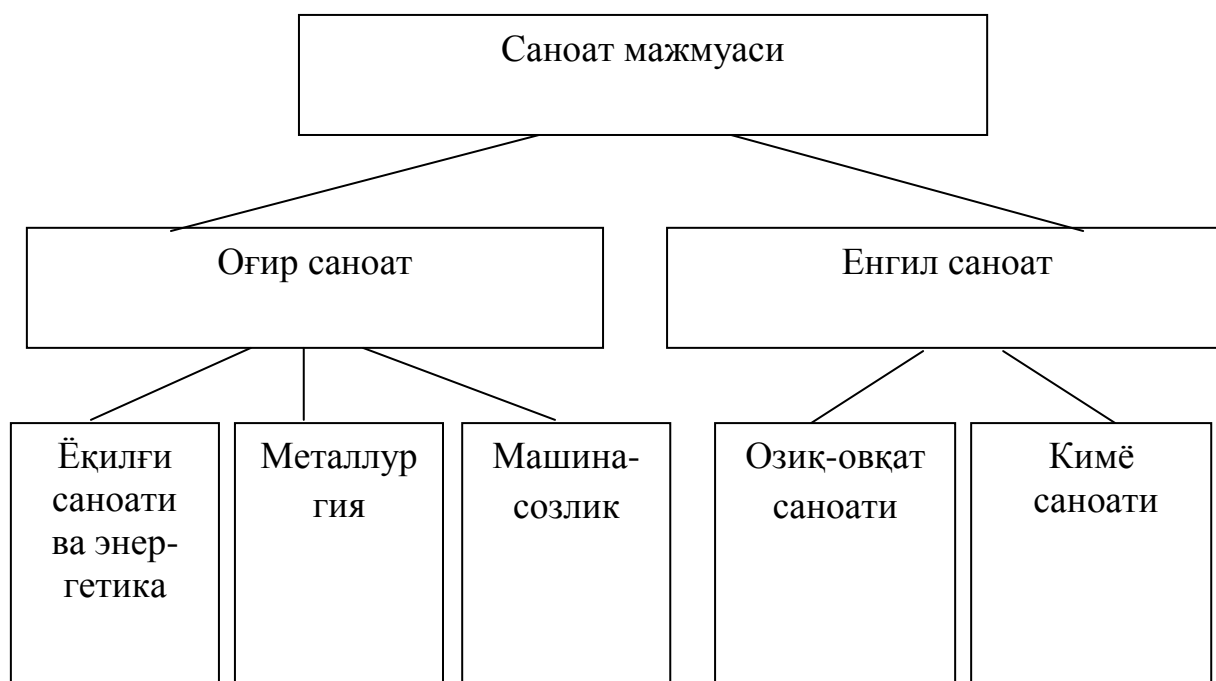 Саноат мажмуаси
Оғир саноат
Енгил саноат
Ёқилғи
саноати
ва энер-
гетика
Металлур
гия
Машина-
созлик
Озиқ-овқат
саноати
Кимё
саноати